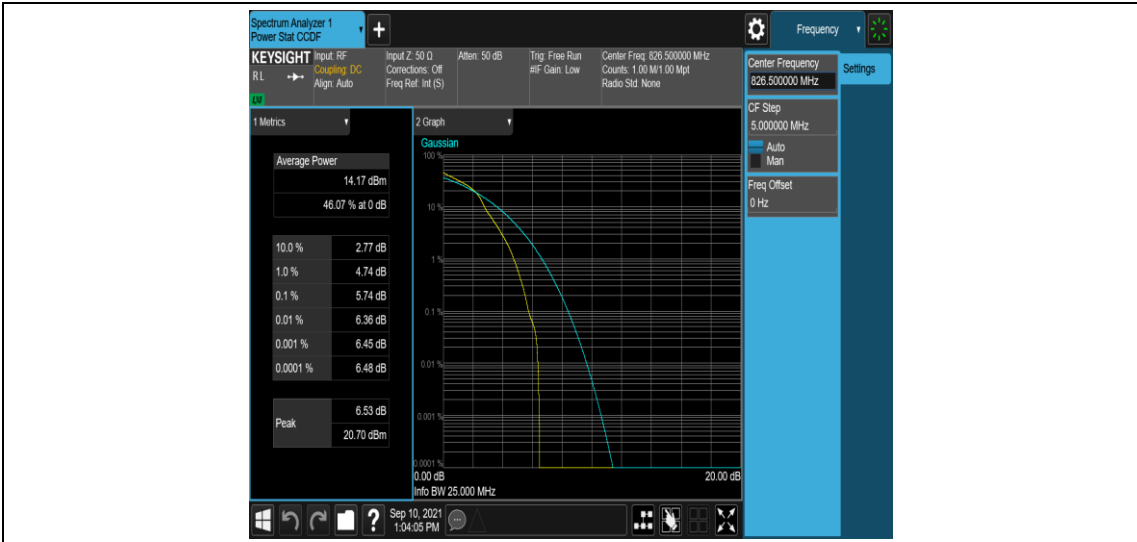 Spectrum Analyzer 1
Power Stat CCDF
+
Frequency
KEYSIGHT
RL
LXI
Input: RF
Coupling: DC
Align: Auto
Input Z: 50 Ω
Corrections: Off
Freq Ref: Int (S)
Atten: 50 dB
Trig: Free Run
#IF Gain: Low
Center Freq: 826.500000 MHz
Counts: 1.00 M/1.00 Mpt
Radio Std: None
Center Frequency
826.500000 MHz
Settings
CF Step
5.000000 MHz
Auto
Man
Freq Offset
0 Hz
1 Metrics
Average Power
14.17 dBm
46.07 % at 0 dB
10.0 % 2.77 dB
1.0 % 4.74 dB
0.1 % 5.74 dB
0.01 % 6.36 dB
0.001 % 6.45 dB
0.0001 % 6.48 dB
Peak 6.53 dB
20.70 dBm
2 Graph
Gaussian
100 %
10 %
1 %
0.1 %
0.01 %
0.001 %
0.0001 %
0.00 dB 20.00 dB
Info BW 25.000 MHz
?
Sep 10, 2021
1:04:05 PM